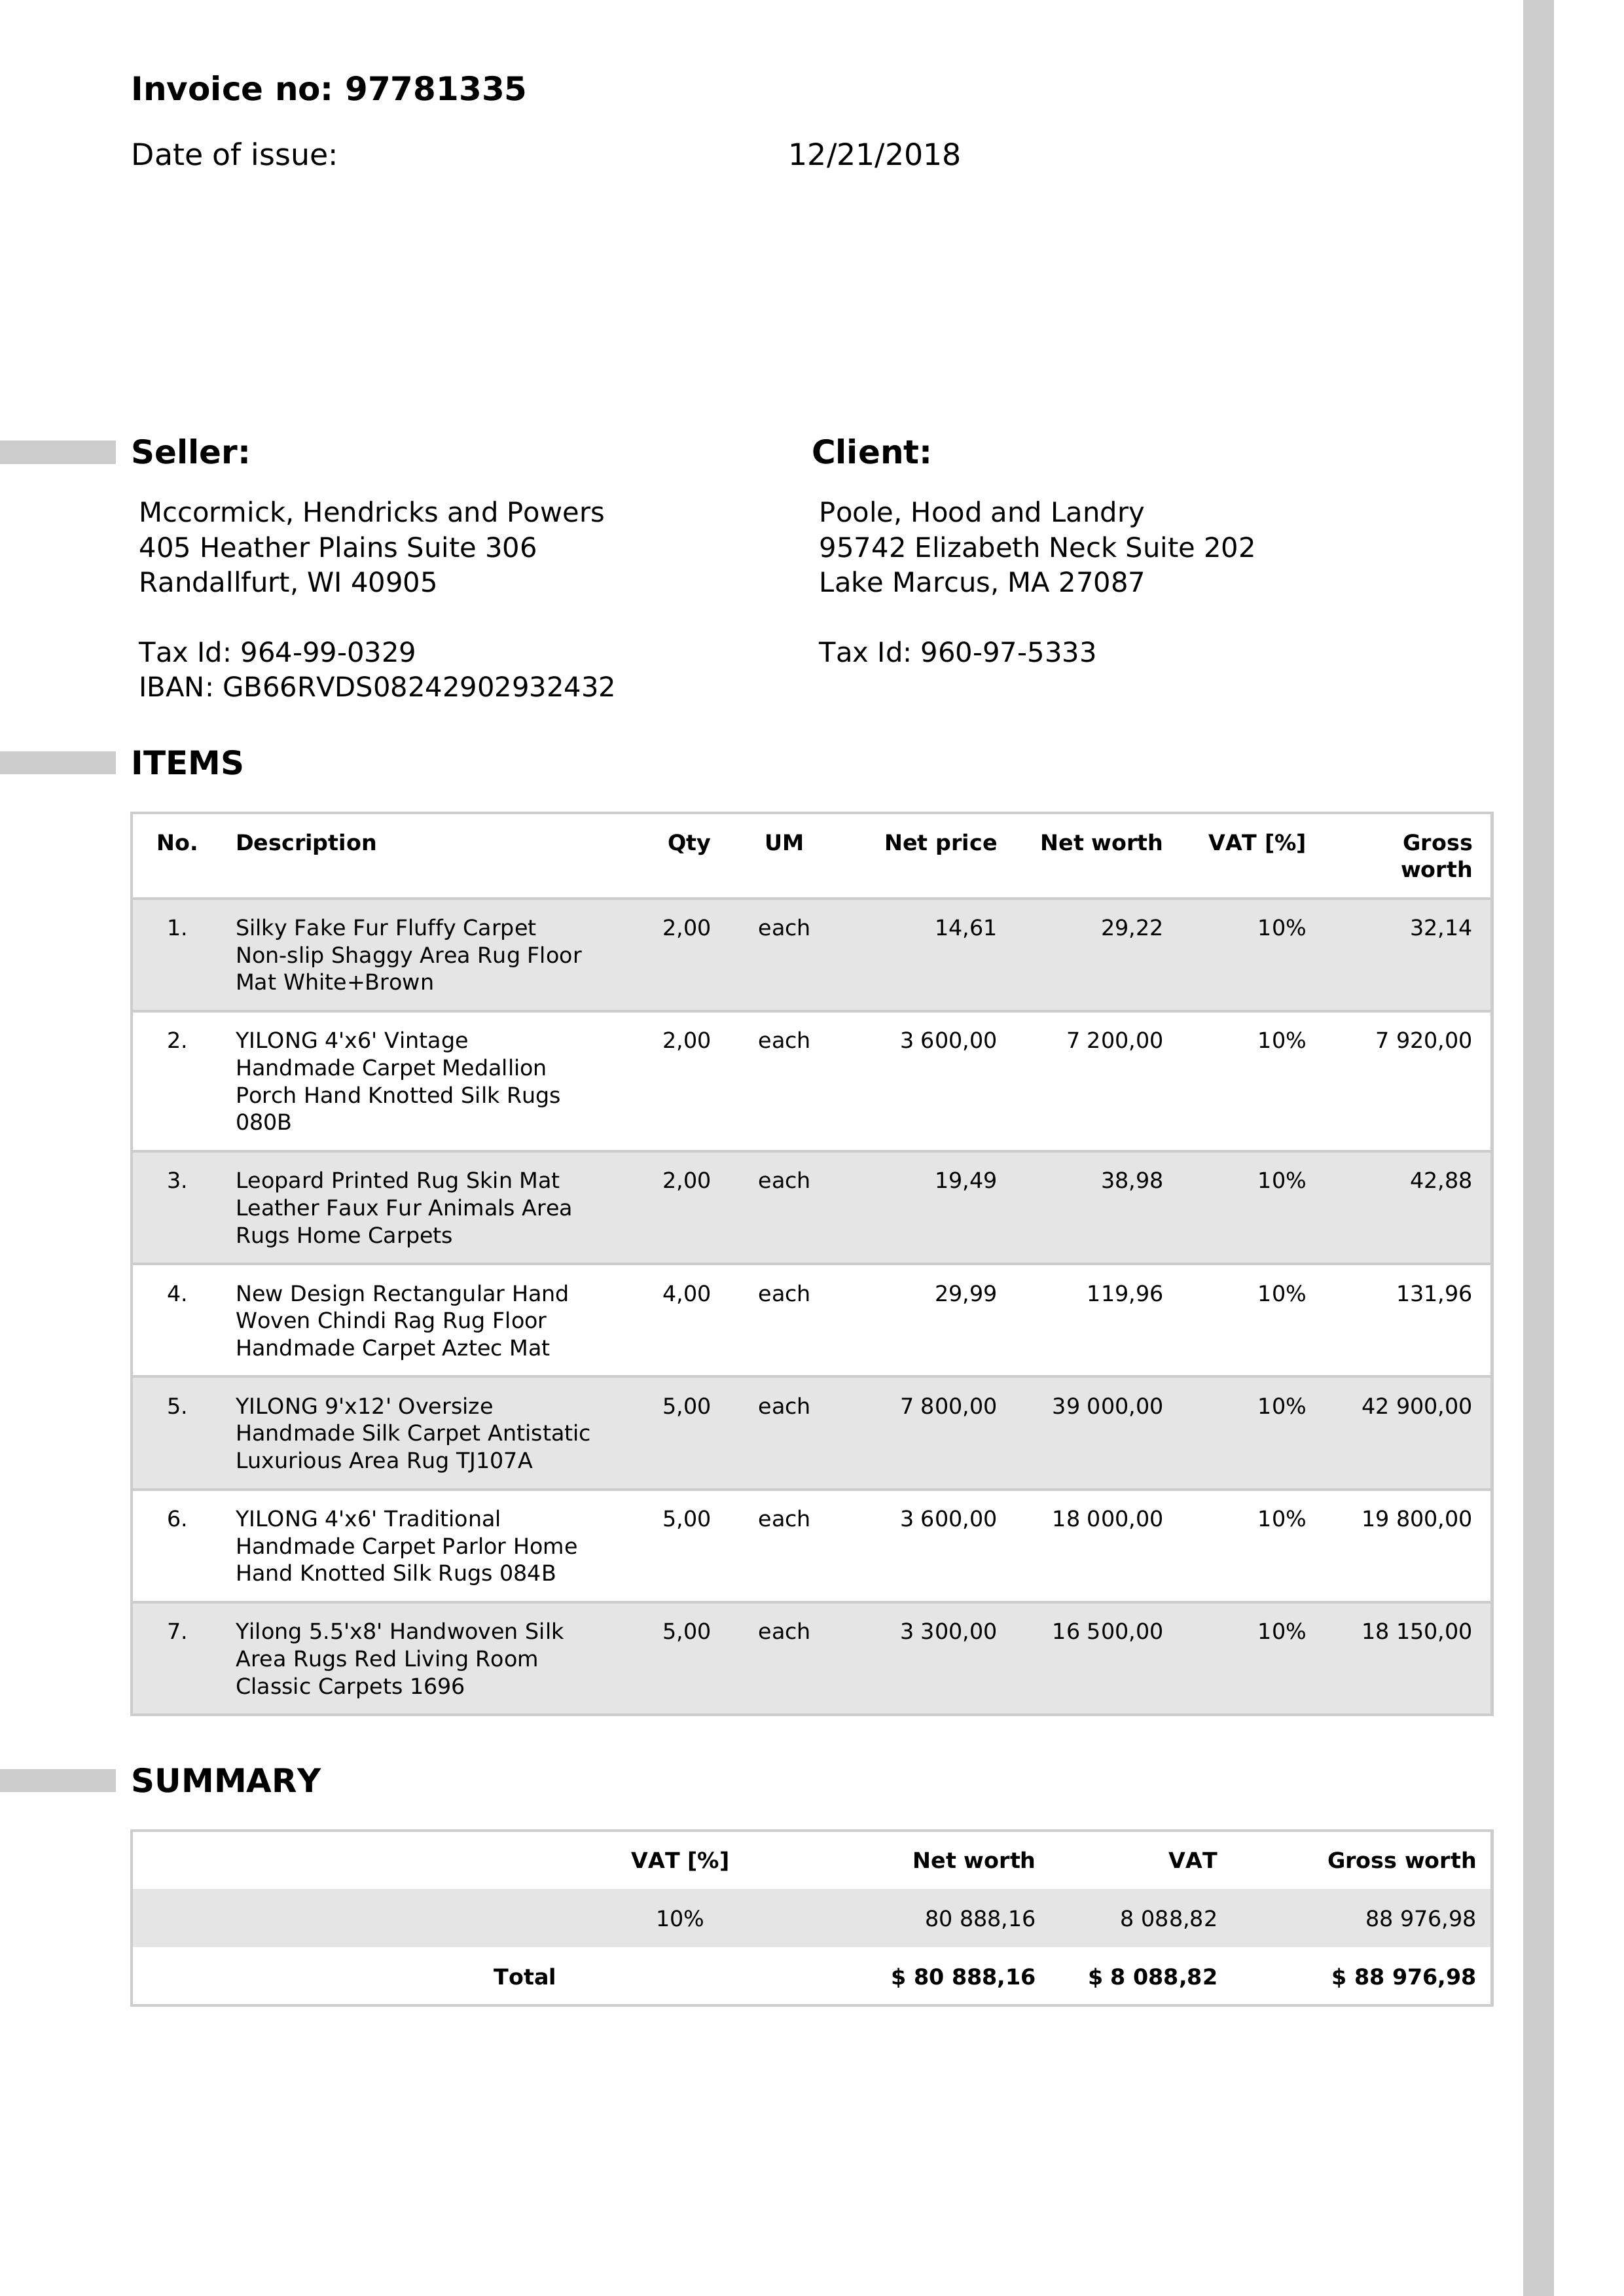 Invoice no: 97781335
Date of issue: 12/21/2018
Seller: Client:
Mccormick, Hendricks and Powers
405 Heather Plains Suite 306
Randallfurt, WI 40905
Tax Id: 964-99-0329
IBAN: GB66RVDS08242902932432
Poole, Hood and Landry
95742 Elizabeth Neck Suite 202
Lake Marcus, MA 27087
Tax Id: 960-97-5333
ITEMS
No. Description Qty UM Net price Net worth VAT [%] Gross
worth
1. Silky Fake Fur Fluffy Carpet 2,00 each 14,61 29,22 10% 32,14
Non-slip Shaggy Area Rug Floor
Mat White+Brown
2. YILONG 4'x6' Vintage 2,00 each 3 600,00 7 200,00 10% 7 920,00
Handmade Carpet Medallion
Porch Hand Knotted Silk Rugs
080B
3. Leopard Printed Rug Skin Mat 2,00 each 19,49 38,98 10% 42,88
Leather Faux Fur Animals Area
Rugs Home Carpets
4. New Design Rectangular Hand 4,00 each 29,99 119,96 10% 131,96
Woven Chindi Rag Rug Floor
Handmade Carpet Aztec Mat
5. YILONG 9'x12' Oversize 5,00 each 7 800,00 39 000,00 10% 42 900,00
Handmade Silk Carpet Antistatic
Luxurious Area Rug TJ107A
6. YILONG 4'x6' Traditional 5,00 each 3 600,00 18 000,00 10% 19 800,00
Handmade Carpet Parlor Home
Hand Knotted Silk Rugs 084B
7. Yilong 5.5'x8' Handwoven Silk 5,00 each 3 300,00 16 500,00 10% 18 150,00
Area Rugs Red Living Room
Classic Carpets 1696
SUMMARY
VAT [%] Net worth VAT Gross worth
10% 80 888,16 8 088,82 88 976,98
Total $ 80 888,16 $ 8 088,82 $ 88 976,98